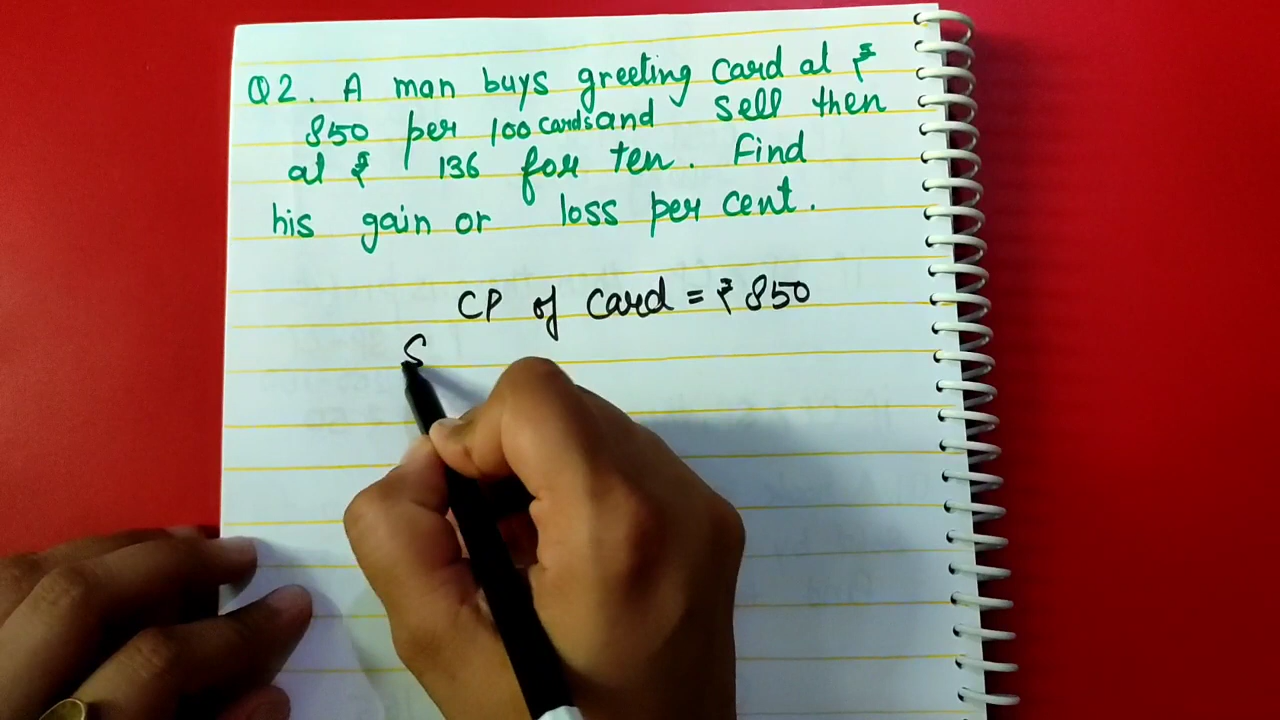 Q2. A man buys greeting card at ₹
850 per 100 cards and sell then
at ₹ 136 for ten. Find
his gain or loss per cent.
CP of card = ₹ 850
S